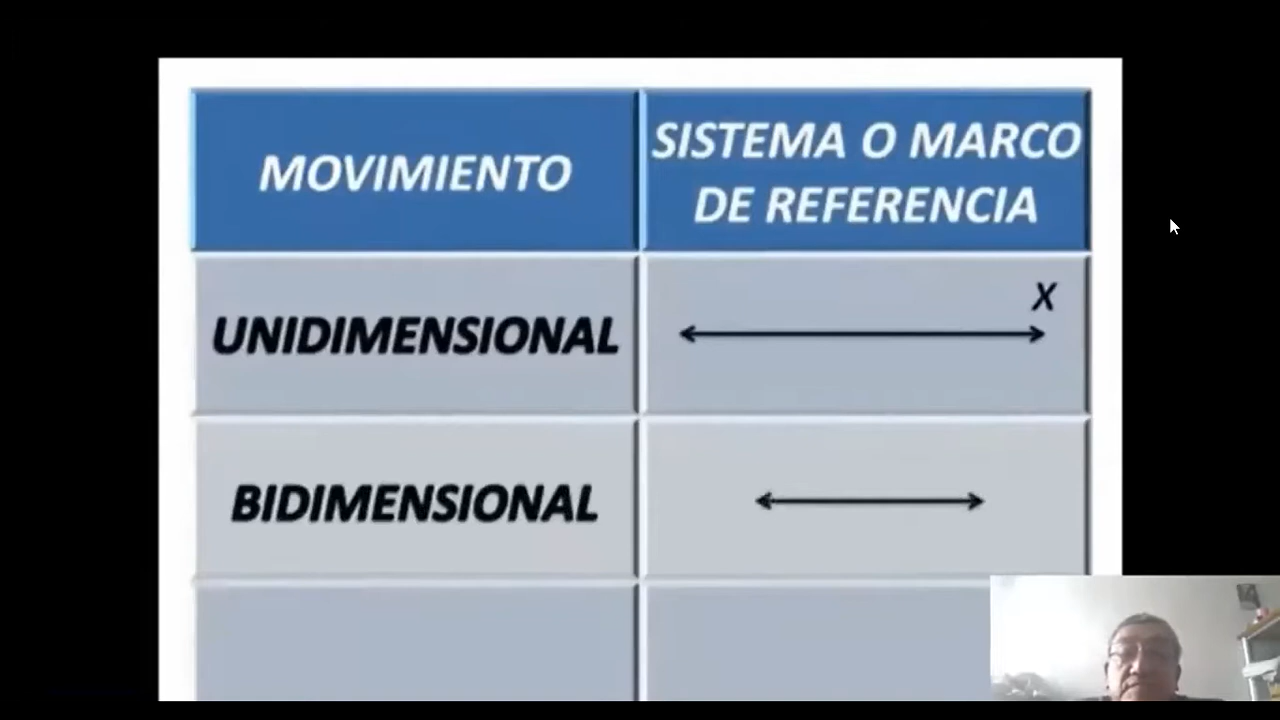 MOVIMIENTO
SISTEMA O MARCO
DE REFERENCIA
UNIDIMENSIONAL
X
BIDIMENSIONAL